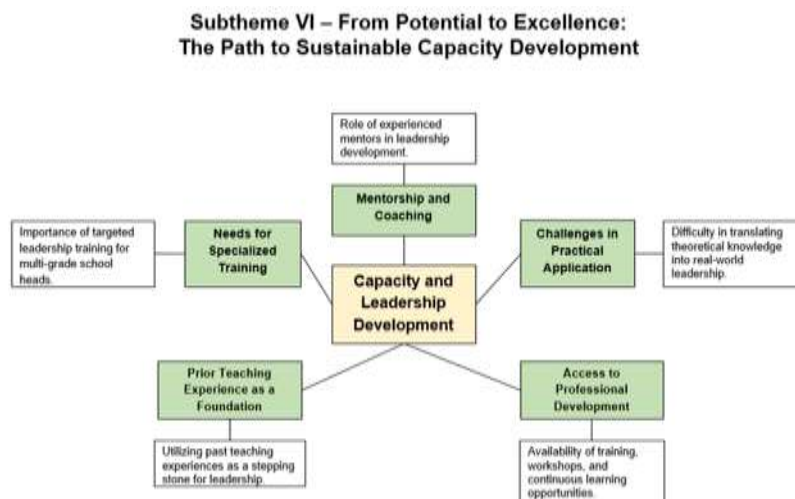 Subtheme VI – From Potential to Excellence:
The Path to Sustainable Capacity Development
Role of experienced
mentors in leadership
development.
Mentorship and
Coaching
Importance of targeted
leadership training for
multi-grade school
heads.
Needs for
Specialized
Training
Challenges in
Practical
Application
Difficulty in translating
theoretical knowledge
into real-world
leadership.
Capacity and
Leadership
Development
Prior Teaching
Experience as a
Foundation
Access to
Professional
Development
Utilizing past teaching
experiences as a stepping
stone for leadership.
Availability of training,
workshops, and
continuous learning
opportunities.